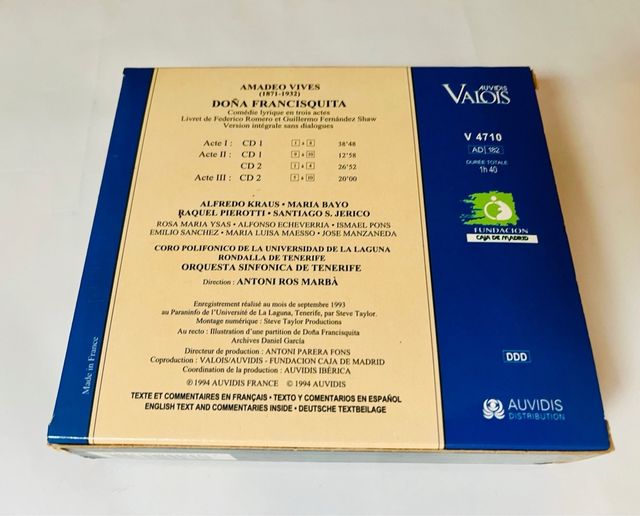 AMADEO VIVES
(1871-1932)
DOÑA FRANCISQUITA
Comédie lyrique en trois actes
Livret de Federico Romero et Guillermo Fernández Shaw
Version intégrale sans dialogues
Acte I : CD 1 1 à 8 38'48
Acte II : CD 1 9 à 10 12'58
CD 2 1 à 4 26'52
Acte III : CD 2 5 à 10 20'00
ALFREDO KRAUS • MARIA BAYO
RAQUEL PIEROTTI • SANTIAGO S. JERICO
ROSA MARIA YSAS • ALFONSO ECHEVERRIA • ISMAEL PONS
EMILIO SANCHEZ • MARIA LUISA MAESSO • JOSE MANZANEDA
CORO POLIFONICO DE LA UNIVERSIDAD DE LA LAGUNA
RONDALLA DE TENERIFE
ORQUESTA SINFONICA DE TENERIFE
Direction : ANTONI ROS MARBÀ
Enregistrement réalisé au mois de septembre 1993
au Paraninfo de l'Université de La Laguna, Tenerife, par Steve Taylor.
Montage numérique : Steve Taylor Productions
Au recto : Illustration d'une partition de Doña Francisquita
Archives Daniel García
Directeur de production : ANTONI PARERA FONS
Coproduction : VALOIS/AUVIDIS - FUNDACION CAJA DE MADRID
Coordination de la production : AUVIDIS IBÉRICA
℗ 1994 AUVIDIS FRANCE © 1994 AUVIDIS
TEXTE ET COMMENTAIRES EN FRANÇAIS • TEXTO Y COMENTARIOS EN ESPAÑOL
ENGLISH TEXT AND COMMENTARIES INSIDE • DEUTSCHE TEXTBEILAGE
Made in France
AUVIDIS
VALOIS
V 4710
AD 182
DURÉE TOTALE
1h 40
FUNDACION
CAJA DE MADRID
DDD
AUVIDIS
DISTRIBUTION